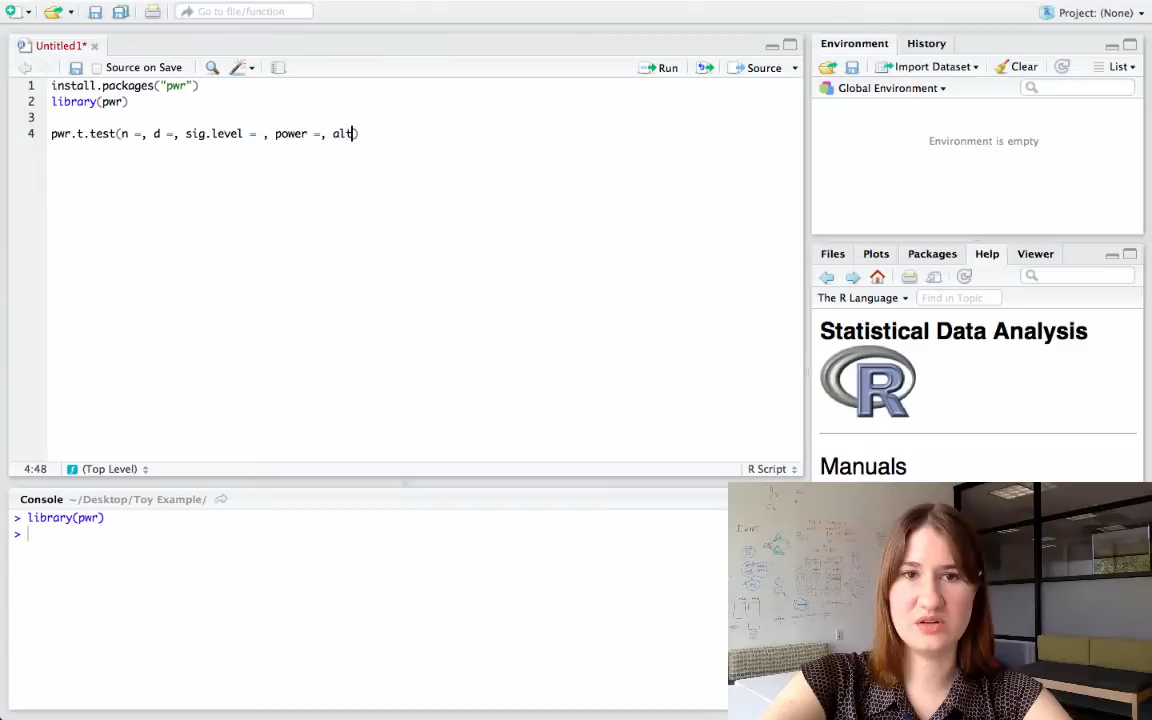 Go to file/function
Project: (None)
Untitled1*
Source on Save
Run
Source
1 install.packages("pwr")
2 library(pwr)
3
4 pwr.t.test(n =, d =, sig.level = , power =, alt)
4:48
(Top Level)
R Script
Console ~/Desktop/Toy Example/
> library(pwr)
>
Environment History
Import Dataset
Clear
List
Global Environment
Environment is empty
Files Plots Packages Help Viewer
The R Language
Find in Topic
Statistical Data Analysis
R
Manuals